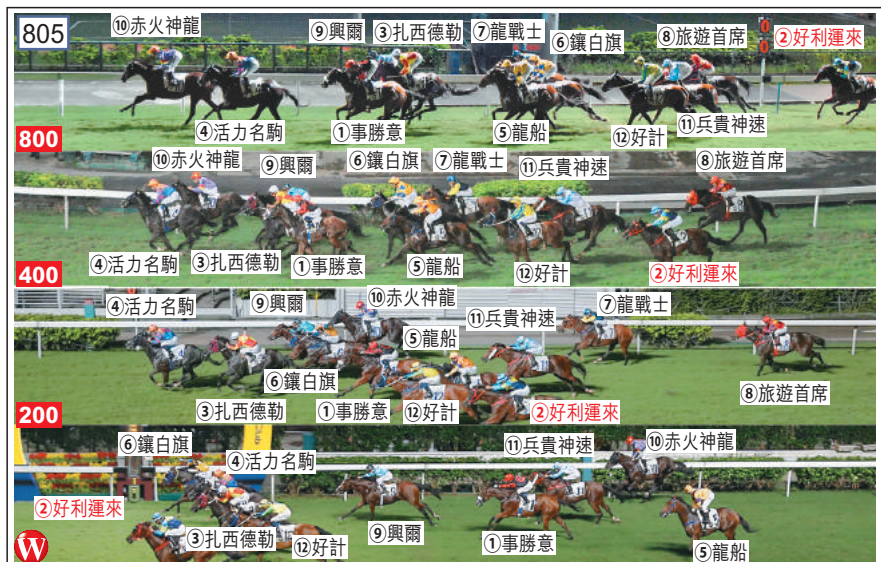 805
⑩赤火神龍
⑨興爾
③扎西德勒
⑦龍戰士
⑥鑲白旗
⑧旅遊首席
②好利運來
④活力名駒
①事勝意
⑤龍船
⑫好計
⑪兵貴神速
800
⑩赤火神龍
⑨興爾
⑥鑲白旗
⑦龍戰士
⑪兵貴神速
⑧旅遊首席
④活力名駒
③扎西德勒
①事勝意
⑤龍船
⑫好計
②好利運來
400
④活力名駒
⑨興爾
⑩赤火神龍
⑤龍船
⑪兵貴神速
⑦龍戰士
⑥鑲白旗
③扎西德勒
①事勝意
⑫好計
②好利運來
⑧旅遊首席
200
⑥鑲白旗
④活力名駒
⑪兵貴神速
⑩赤火神龍
②好利運來
③扎西德勒
⑫好計
⑨興爾
①事勝意
⑤龍船
W